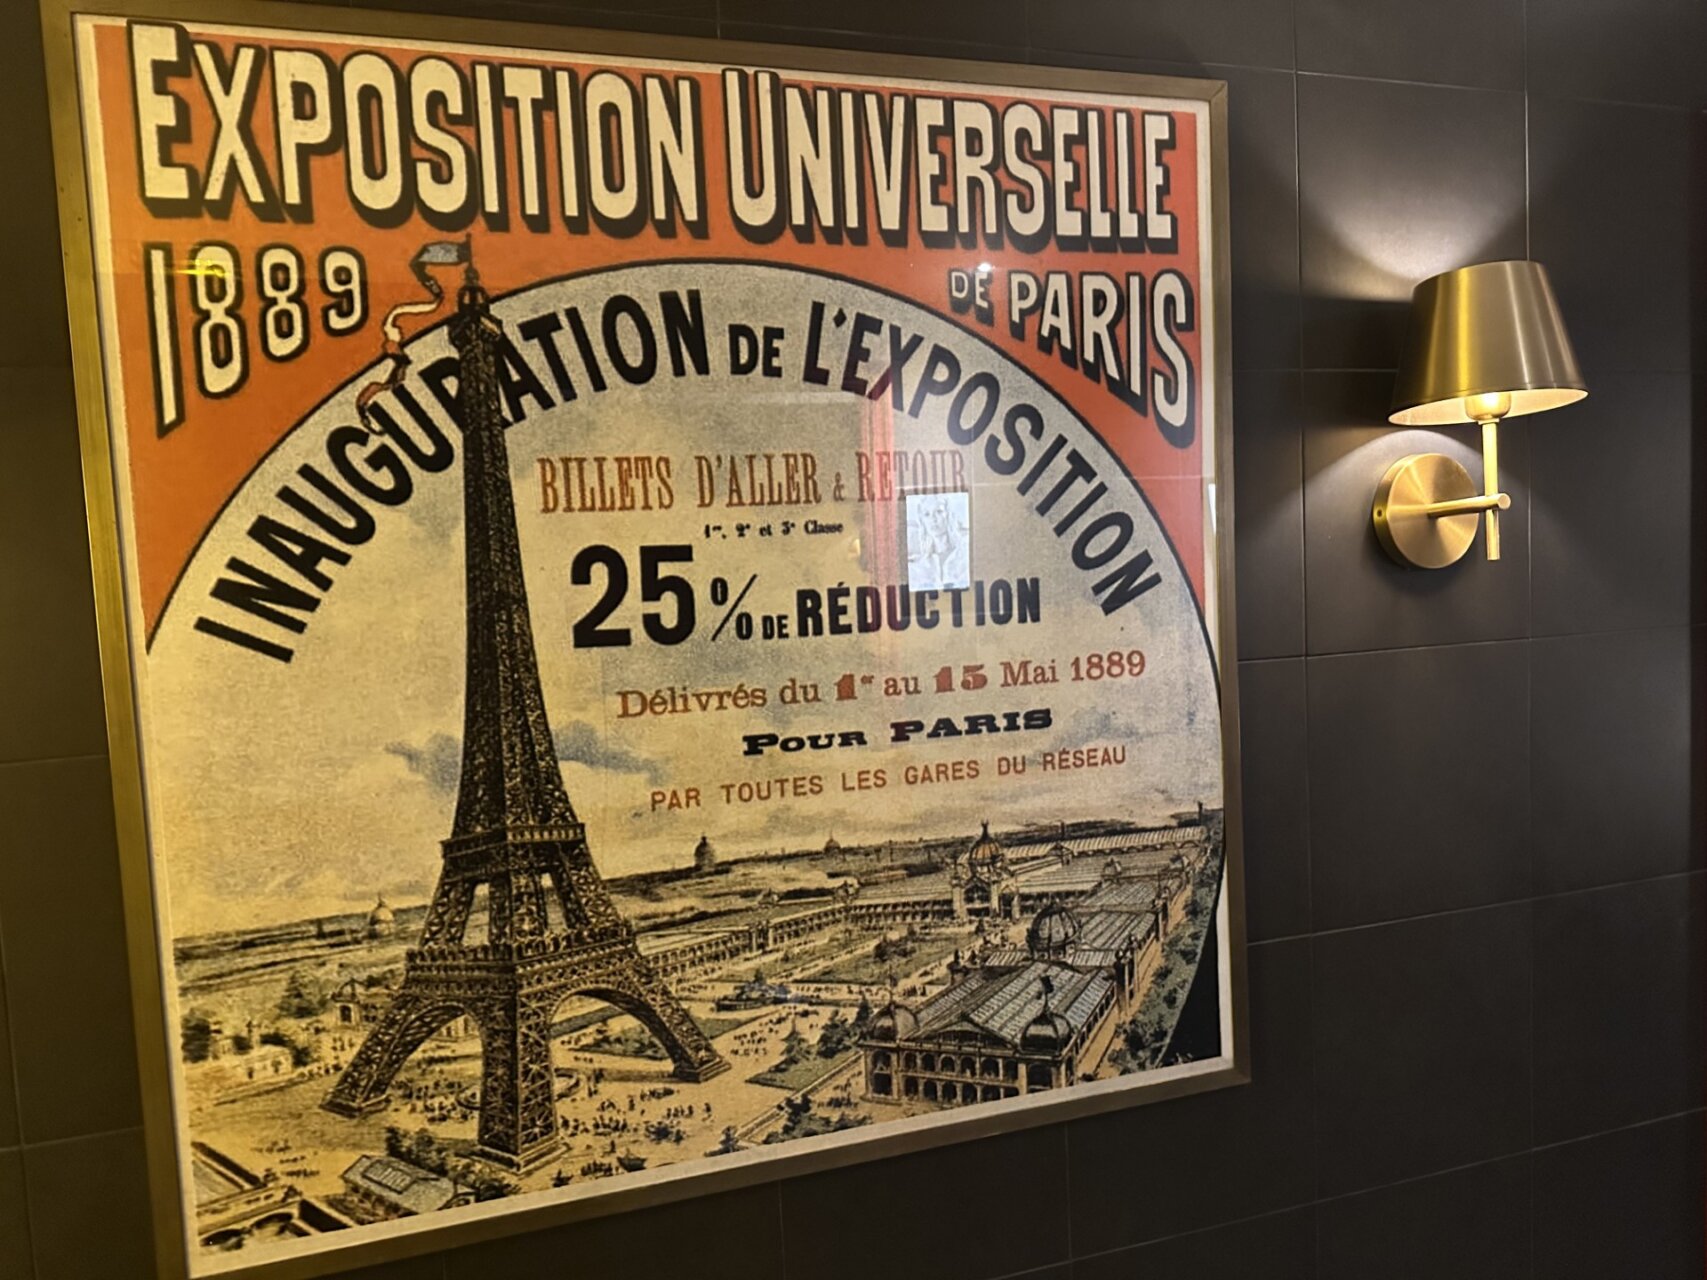 EXPOSITION UNIVERSELLE
1889
DE PARIS
INAUGURATION DE L'EXPOSITION
BILLETS D'ALLER & RETOUR
1re, 2e et 3e Classe
25% DE RÉDUCTION
Délivrés du 1er au 15 Mai 1889
POUR PARIS
PAR TOUTES LES GARES DU RÉSEAU